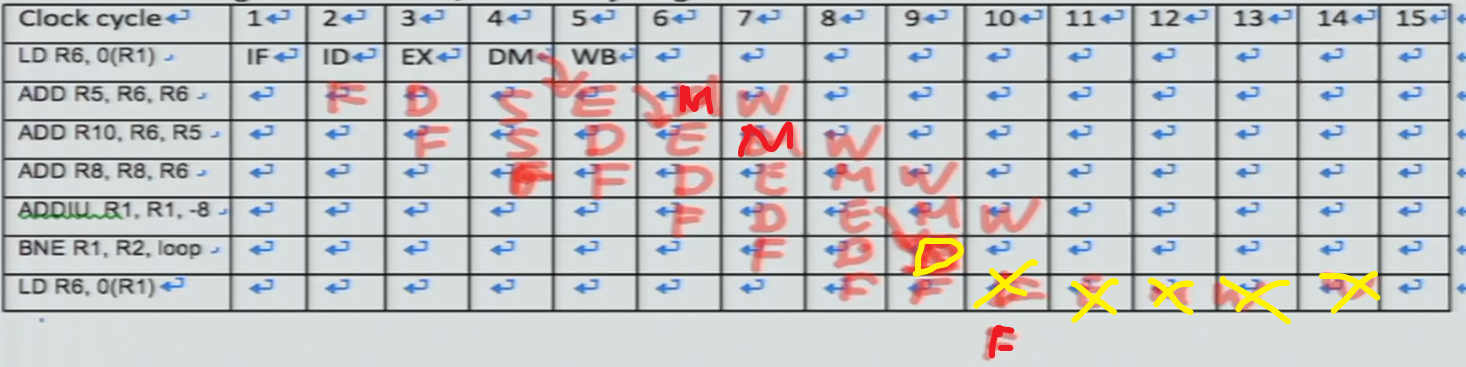 Clock cycle 1 2 3 4 5 6 7 8 9 10 11 12 13 14 15
LD R6, 0(R1) IF ID EX DM WB
ADD R5, R6, R6 F D S E M W
ADD R10, R6, R5 F S D E M W
ADD R8, R8, R6 F D E M W
ADDIU R1, R1, -8 F D E M W
BNE R1, R2, loop F D D
LD R6, 0(R1) F F
F